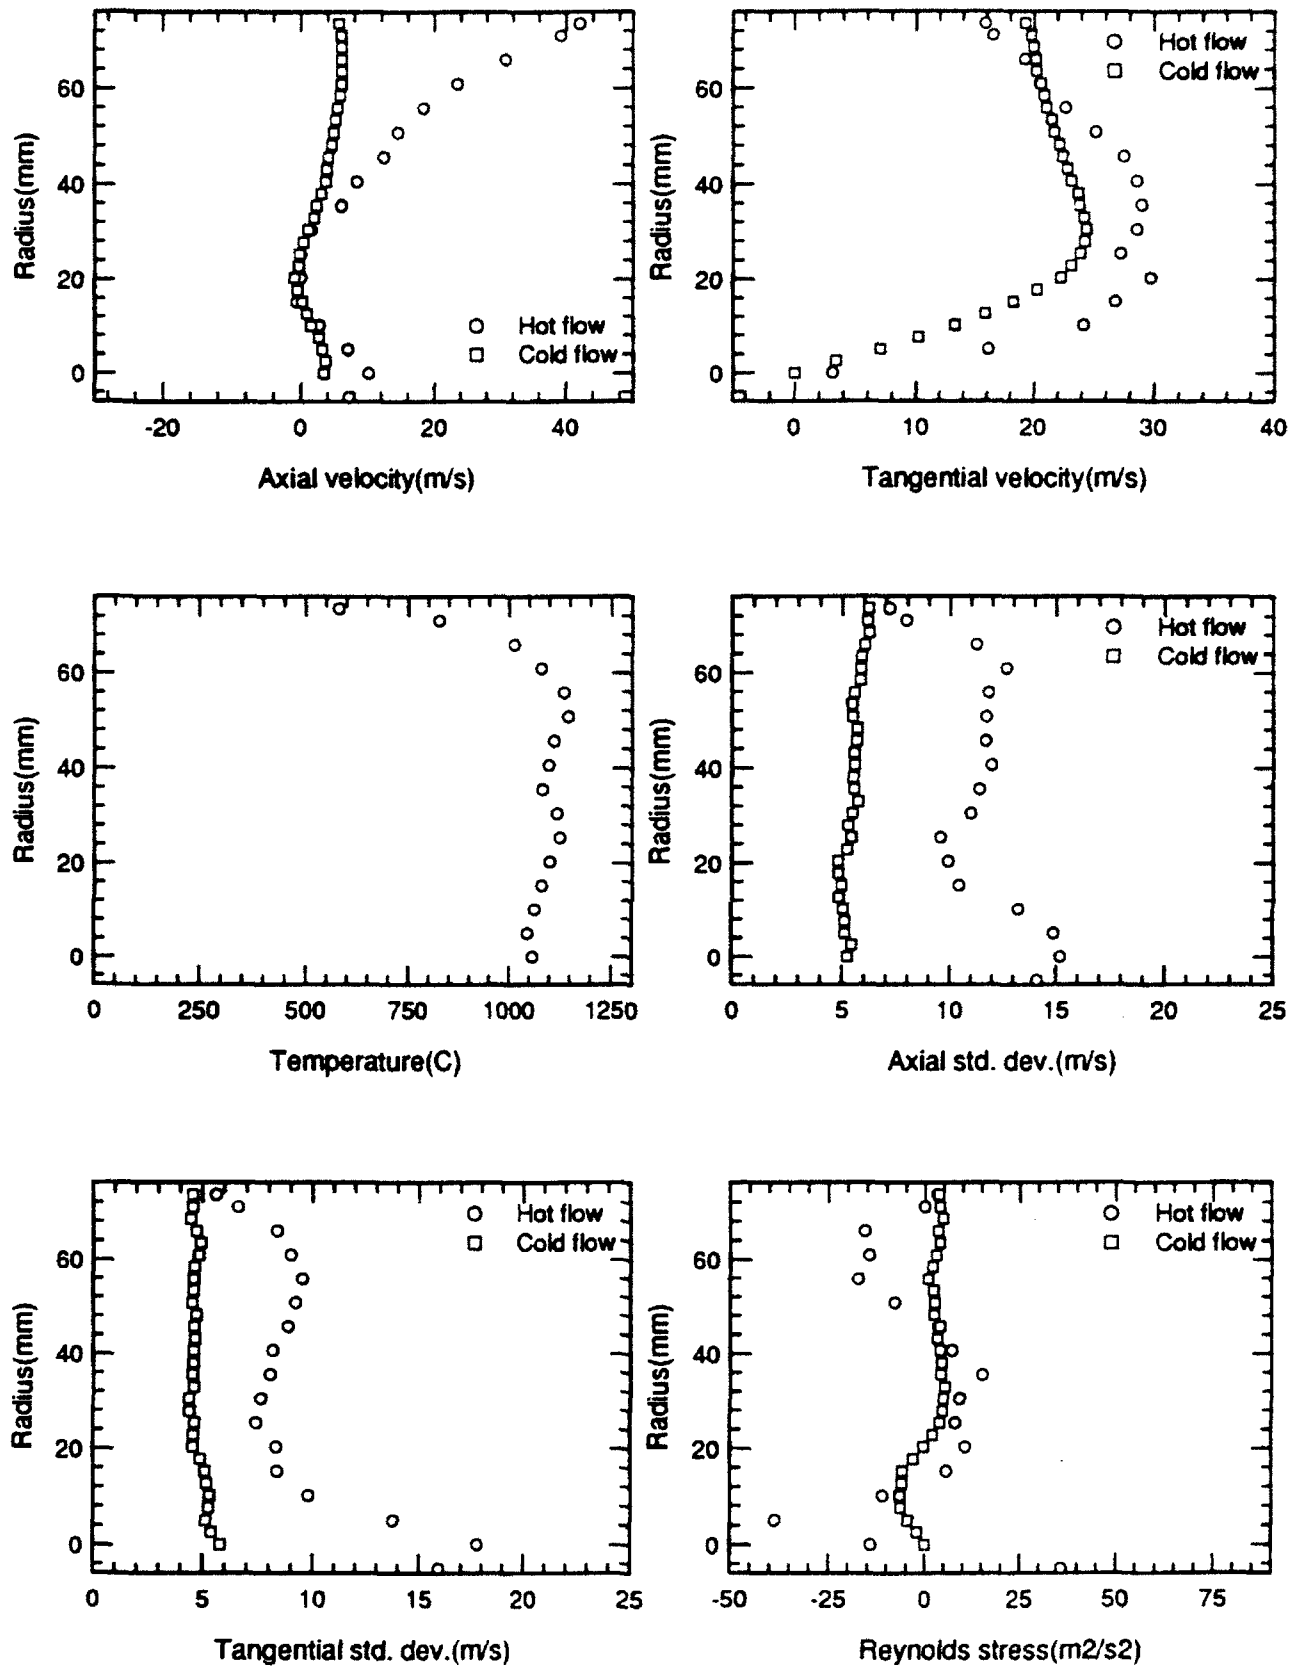 Radius(mm)
60
40
20
0
Hot flow
Cold flow
-20 0 20 40
Axial velocity(m/s)
Radius(mm)
60
40
20
0
Hot flow
Cold flow
0 10 20 30 40
Tangential velocity(m/s)
Radius(mm)
60
40
20
0
0 250 500 750 1000 1250
Temperature(C)
Radius(mm)
60
40
20
0
Hot flow
Cold flow
0 5 10 15 20 25
Axial std. dev.(m/s)
Radius(mm)
60
40
20
0
Hot flow
Cold flow
0 5 10 15 20 25
Tangential std. dev.(m/s)
Radius(mm)
60
40
20
0
Hot flow
Cold flow
-50 -25 0 25 50 75
Reynolds stress(m2/s2)